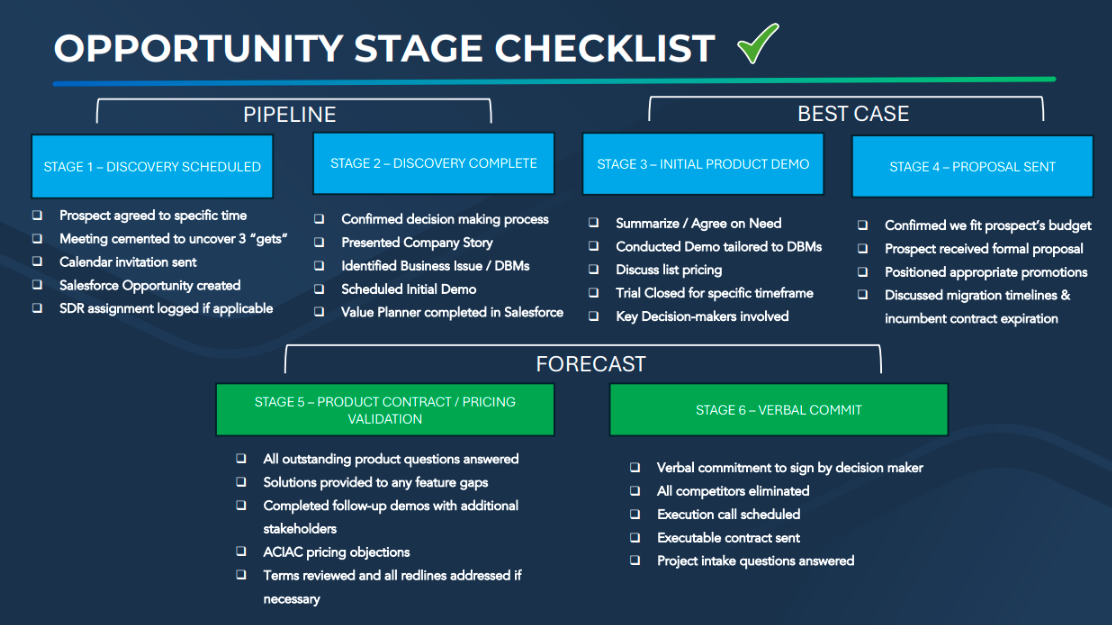 OPPORTUNITY STAGE CHECKLIST
PIPELINE
STAGE 1 – DISCOVERY SCHEDULED
Prospect agreed to specific time
Meeting cemented to uncover 3 “gets”
Calendar invitation sent
Salesforce Opportunity created
SDR assignment logged if applicable
STAGE 2 – DISCOVERY COMPLETE
Confirmed decision making process
Presented Company Story
Identified Business Issue / DBMs
Scheduled Initial Demo
Value Planner completed in Salesforce
BEST CASE
STAGE 3 – INITIAL PRODUCT DEMO
Summarize / Agree on Need
Conducted Demo tailored to DBMs
Discuss list pricing
Trial Closed for specific timeframe
Key Decision-makers involved
STAGE 4 – PROPOSAL SENT
Confirmed we fit prospect’s budget
Prospect received formal proposal
Positioned appropriate promotions
Discussed migration timelines &
incumbent contract expiration
FORECAST
STAGE 5 – PRODUCT CONTRACT / PRICING
VALIDATION
All outstanding product questions answered
Solutions provided to any feature gaps
Completed follow-up demos with additional
stakeholders
ACIAC pricing objections
Terms reviewed and all redlines addressed if
necessary
STAGE 6 – VERBAL COMMIT
Verbal commitment to sign by decision maker
All competitors eliminated
Execution call scheduled
Executable contract sent
Project intake questions answered